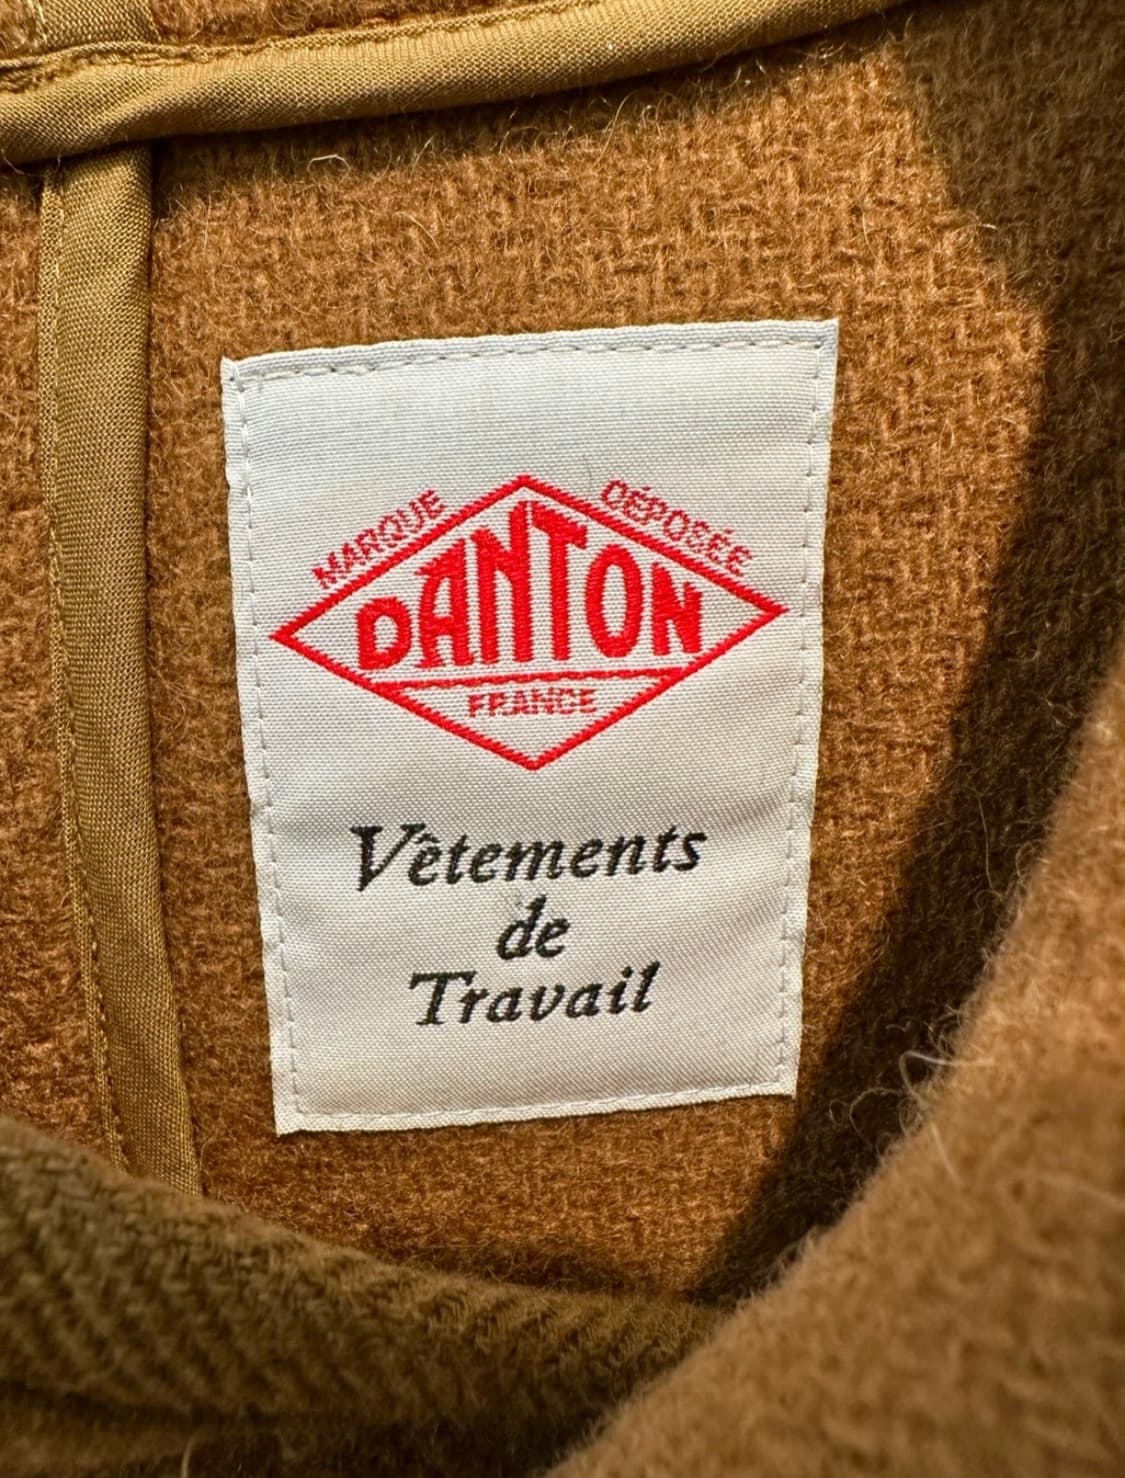 MARQUE DÉPOSÉE
DANTON
FRANCE
Vêtements
de
Travail